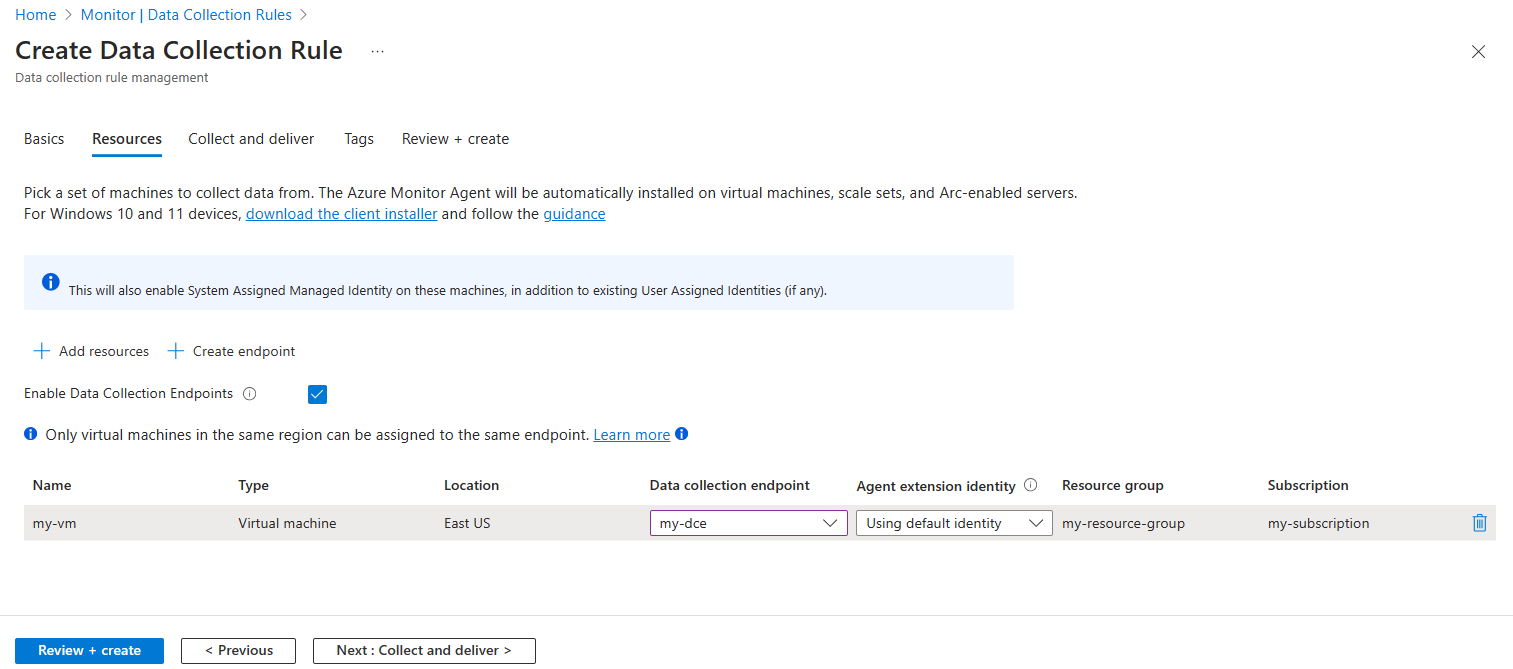 Home > Monitor | Data Collection Rules >
Create Data Collection Rule ...
Data collection rule management
Basics Resources Collect and deliver Tags Review + create
Pick a set of machines to collect data from. The Azure Monitor Agent will be automatically installed on virtual machines, scale sets, and Arc-enabled servers.
For Windows 10 and 11 devices, download the client installer and follow the guidance
This will also enable System Assigned Managed Identity on these machines, in addition to existing User Assigned Identities (if any).
+ Add resources + Create endpoint
Enable Data Collection Endpoints
Only virtual machines in the same region can be assigned to the same endpoint. Learn more
Name Type Location Data collection endpoint Agent extension identity Resource group Subscription
my-vm Virtual machine East US my-dce Using default identity my-resource-group my-subscription
Review + create < Previous Next : Collect and deliver >